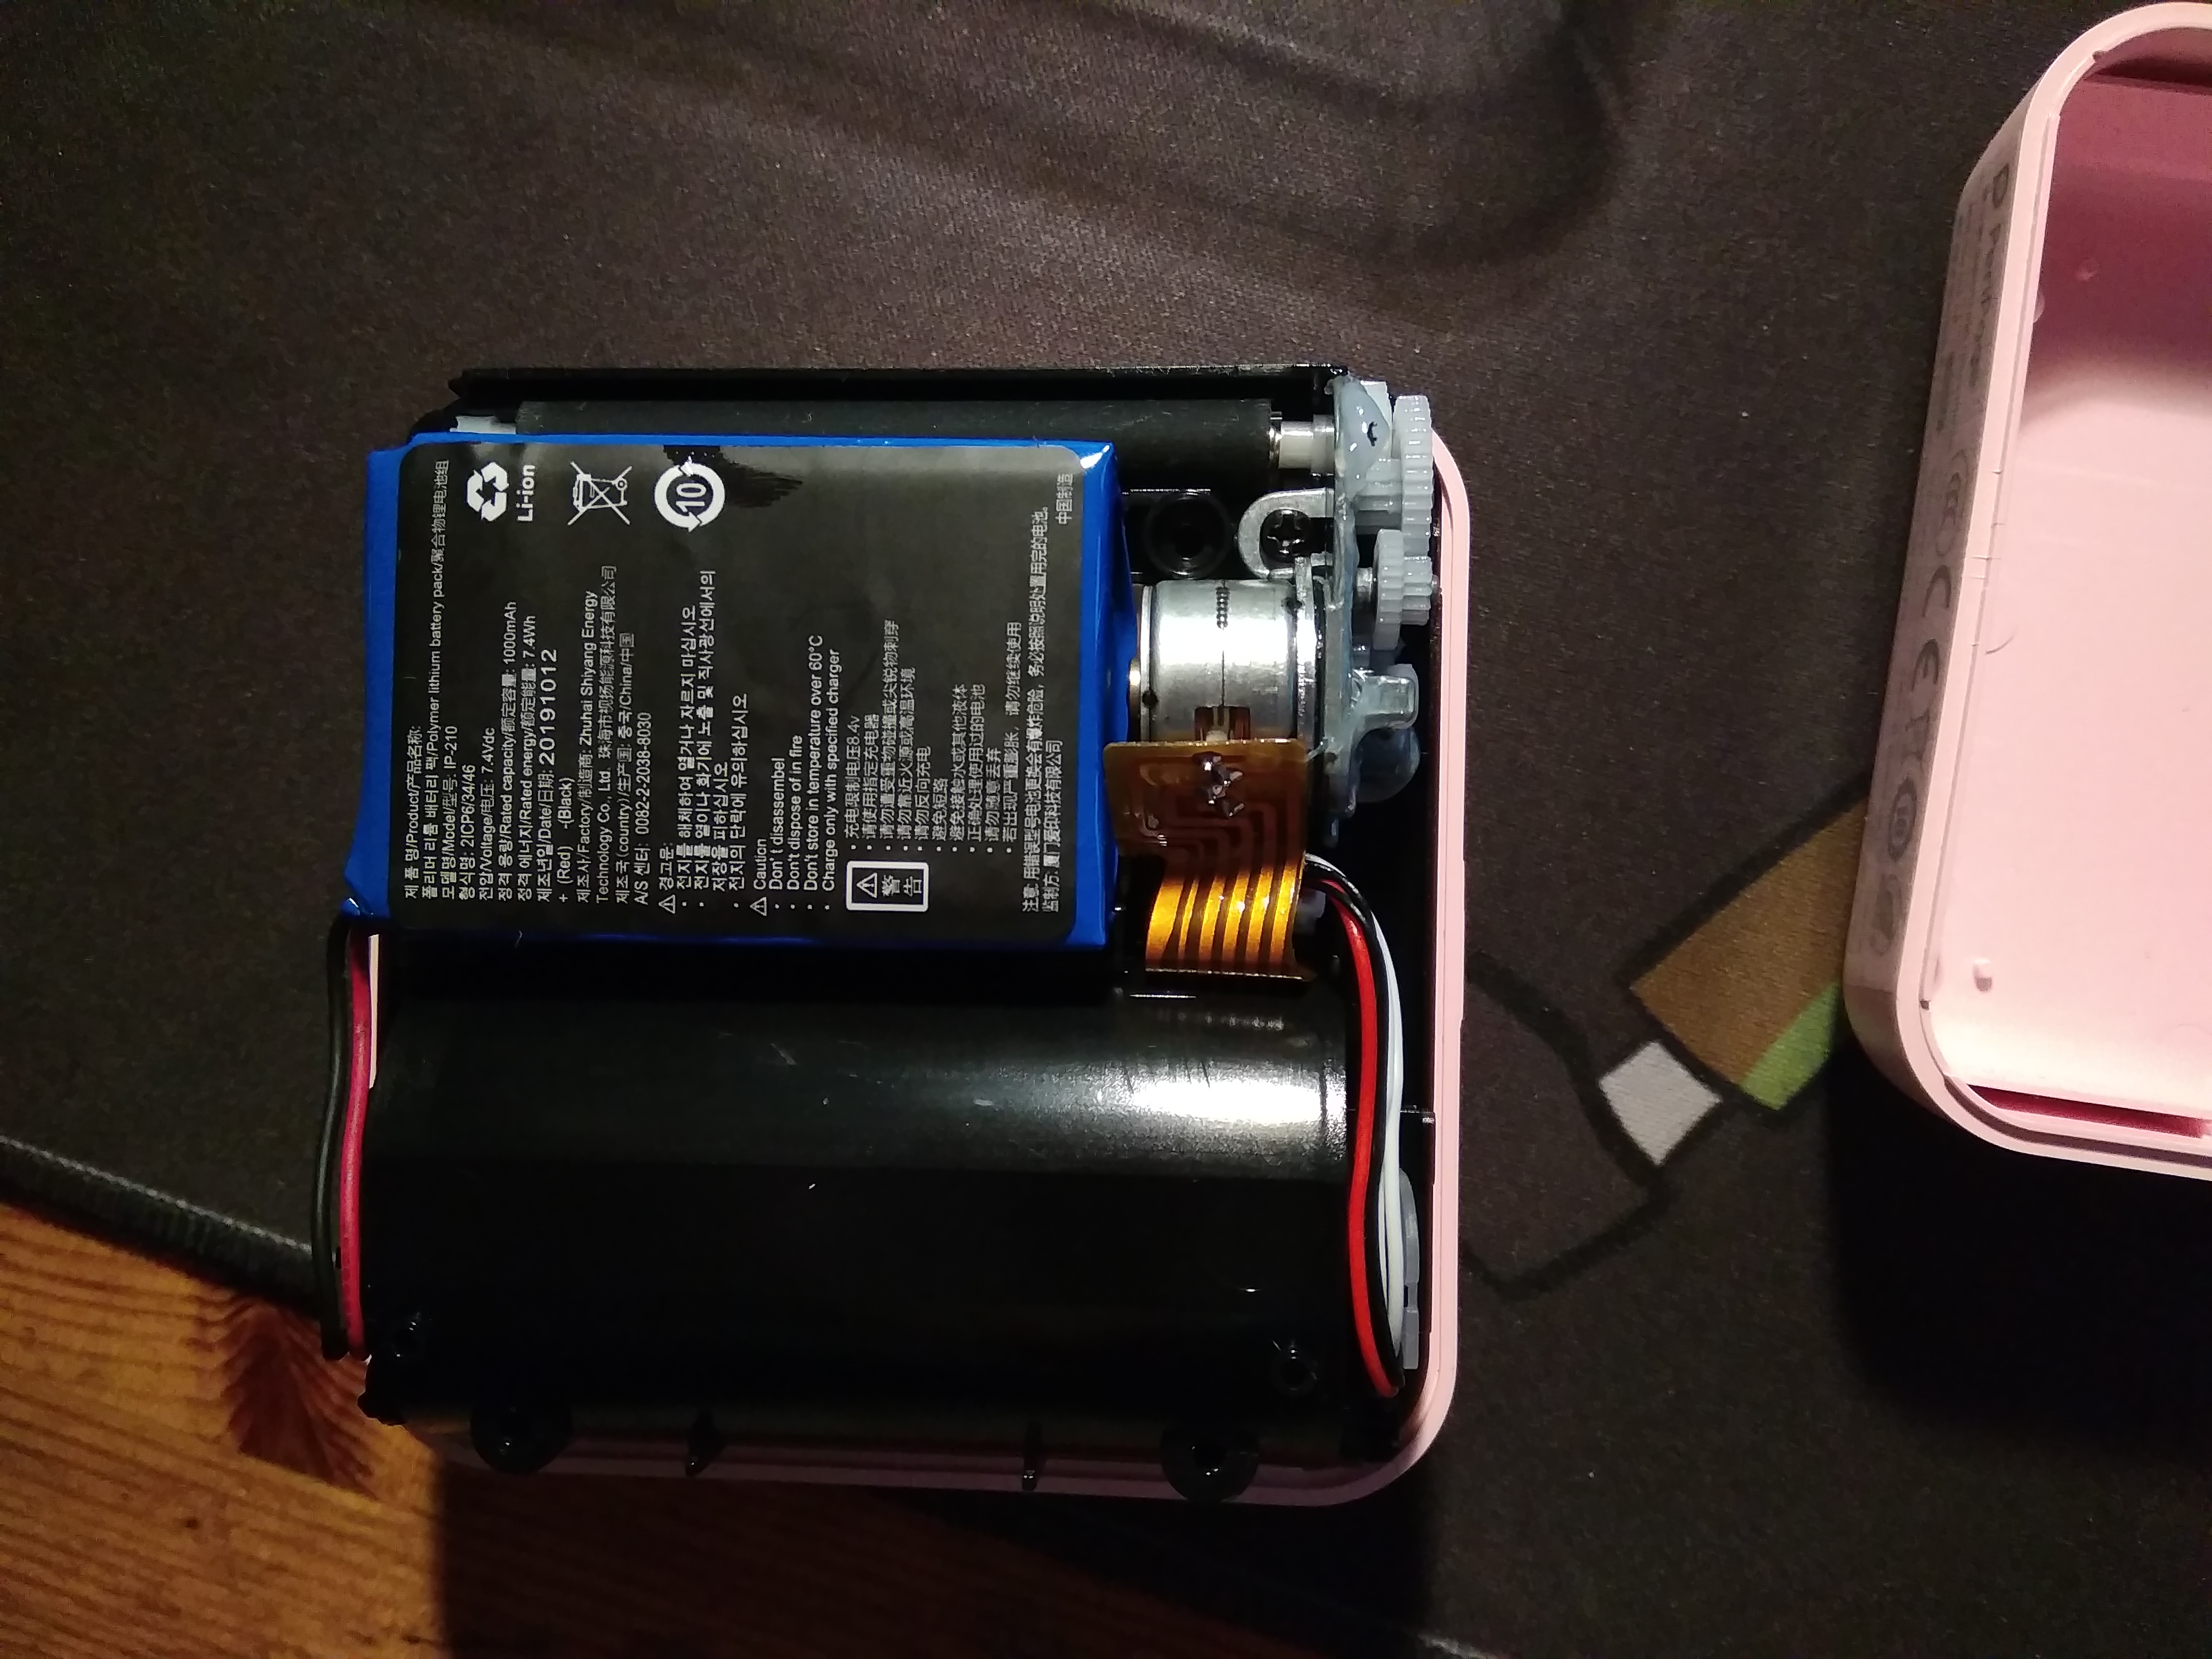 제 품 명/Product/产品名称:
폴리머 리 튬 배터리 팩/Polymer lithium battery pack/聚合物锂电池组
모델명/Model/型号: IP-210
형식명: 2ICP6/34/46
전압/Voltage/电压: 7.4Vdc
정격 용량/Rated capacity/额定容量: 1000mAh
정격 에너지/Rated energy/额定能量: 7.4Wh
제조년일/Date/日期: 20191012
+ (Red) -(Black)
제조사/Factory/制造商: Zhuhai Shiyang Energy
Technology Co., Ltd. 珠海市视扬能源科技有限公司
제조국 (country)/生产国: 중국/China/中国
A/S 센터: 0082-2-2038-8030
경고문:
· 전지를 해체하여 열거나 자르지 마십시오
· 전지를 열이나 화기에 노출 및 직사광선에서의
저장을 피하십시오
· 전지의 단락에 유의하십시오
Caution
· Don't disassembel
· Don't dispose of in fire
· Don't store in temperature over 60°C
· Charge only with specified charger
警告
· 充电限制电压8.4v
· 请使用指定充电器
· 请勿遭受重物碰撞或尖锐物刺穿
· 请勿靠近火源或高温环境
· 请勿反向充电
· 避免短路
· 避免接触水或其他液体
· 正确处理使用过的电池
· 请勿随意丢弃
· 若出现严重膨胀，请勿继续使用
注意: 用错误型号电池更换会有爆炸危险，务必按照说明处置用完的电池。
监制方: 厦门爱印科技有限公司
中国制造
Li-ion
10